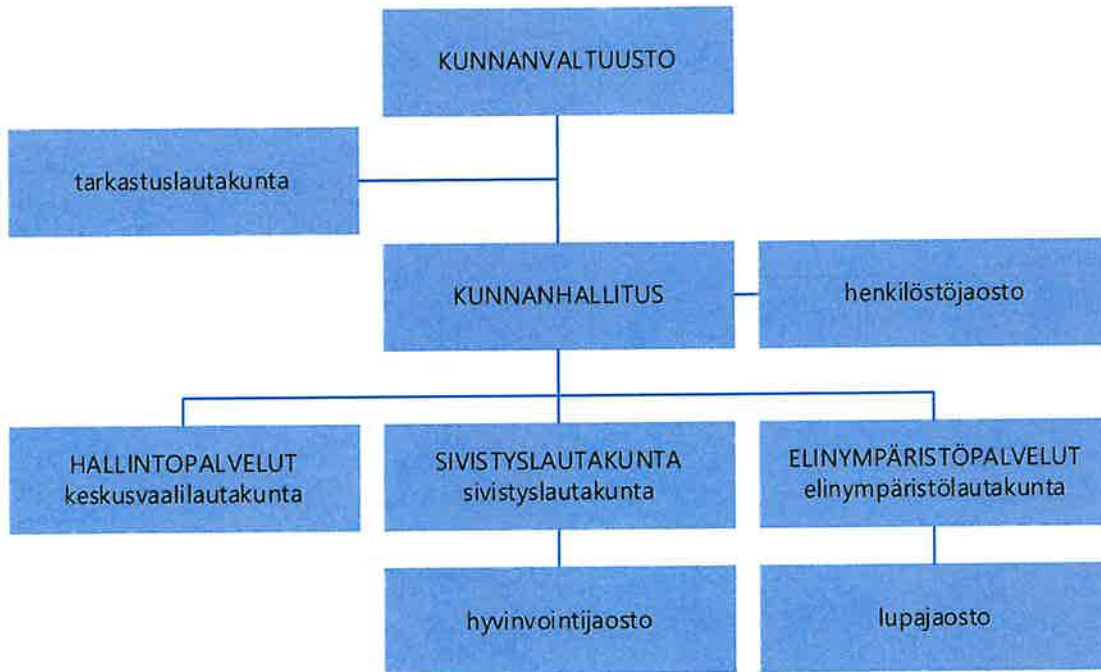 KUNNANVALTUUSTO
tarkastuslautakunta
KUNNANHALLITUS
henkilöstöjaosto
HALLINTOPALVELUT
keskusvaalilautakunta
SIVISTYSLAUTAKUNTA
sivistyslautakunta
ELINYMPÄRISTÖPALVELUT
elinympäristölautakunta
hyvinvointijaosto
lupajaosto